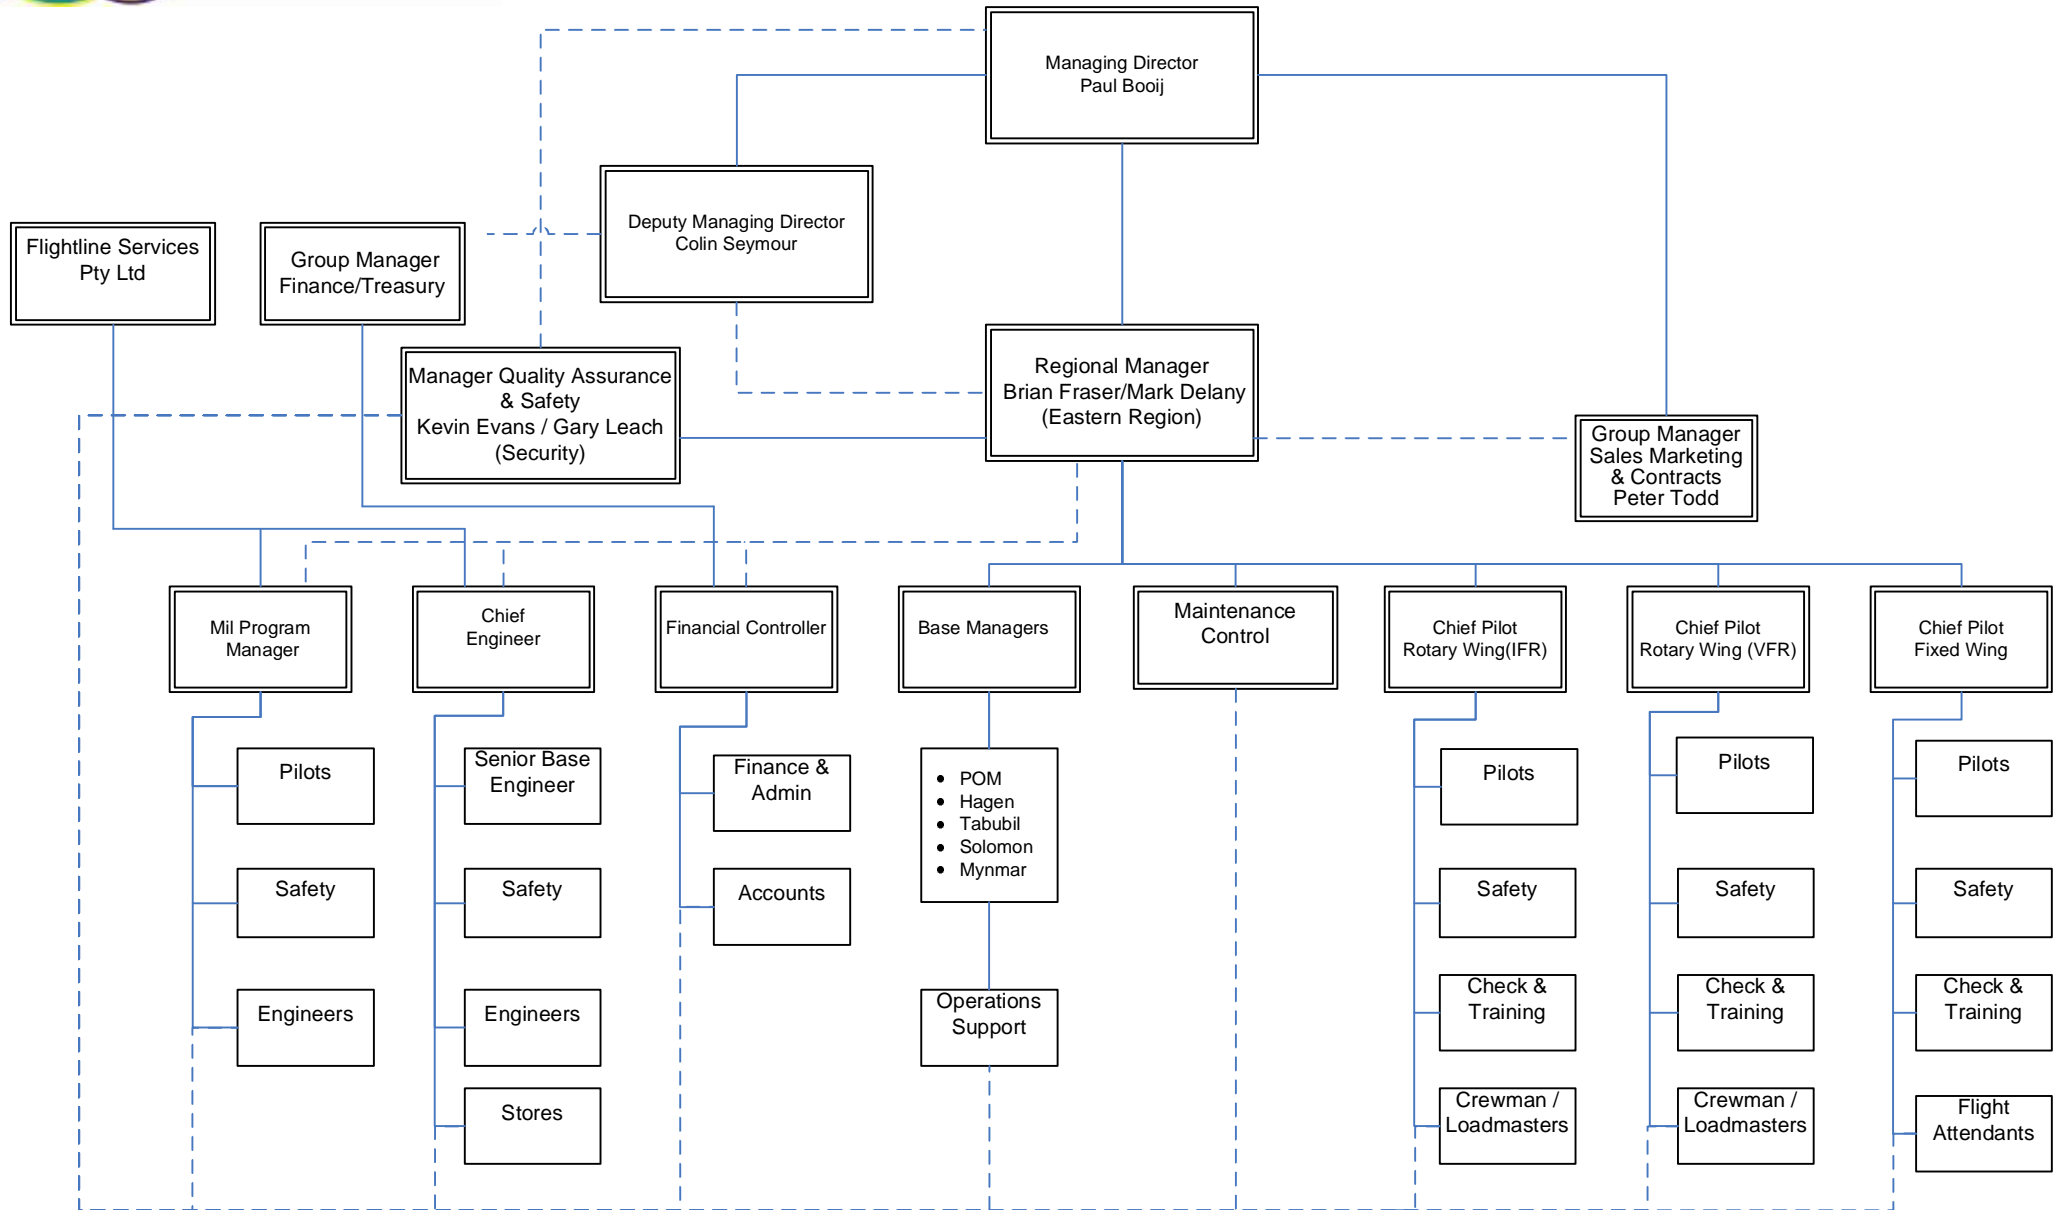 Managing Director
Paul Booij
Deputy Managing Director
Colin Seymour
Flightline Services
Pty Ltd
Group Manager
Finance/Treasury
Manager Quality Assurance
& Safety
Kevin Evans / Gary Leach
(Security)
Regional Manager
Brian Fraser/Mark Delany
(Eastern Region)
Group Manager
Sales Marketing
& Contracts
Peter Todd
Mil Program
Manager
Chief
Engineer
Financial Controller
Base Managers
Maintenance
Control
Chief Pilot
Rotary Wing(IFR)
Chief Pilot
Rotary Wing (VFR)
Chief Pilot
Fixed Wing
Pilots
Safety
Engineers
Senior Base
Engineer
Safety
Engineers
Stores
Finance &
Admin
Accounts
• POM
• Hagen
• Tabubil
• Solomon
• Mynmar
Operations
Support
Pilots
Safety
Check &
Training
Crewman /
Loadmasters
Pilots
Safety
Check &
Training
Crewman /
Loadmasters
Pilots
Safety
Check &
Training
Flight
Attendants